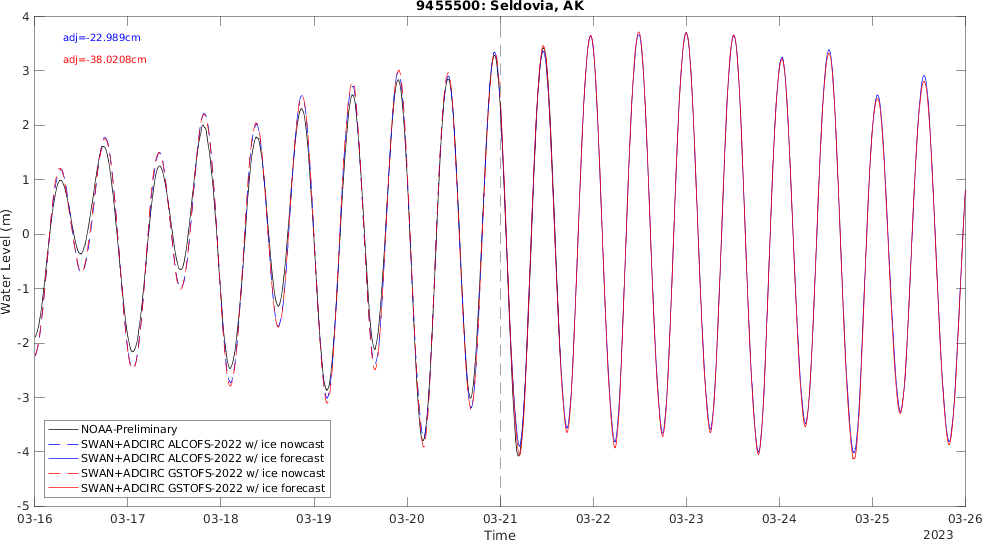 9455500: Seldovia, AK
adj=-22.989cm
adj=-38.0208cm
Water Level (m)
4
3
2
1
0
-1
-2
-3
-4
-5
NOAA-Preliminary
SWAN+ADCIRC ALCOFS-2022 w/ ice nowcast
SWAN+ADCIRC ALCOFS-2022 w/ ice forecast
SWAN+ADCIRC GSTOFS-2022 w/ ice nowcast
SWAN+ADCIRC GSTOFS-2022 w/ ice forecast
03-16 03-17 03-18 03-19 03-20 03-21 03-22 03-23 03-24 03-25 03-26
Time
2023